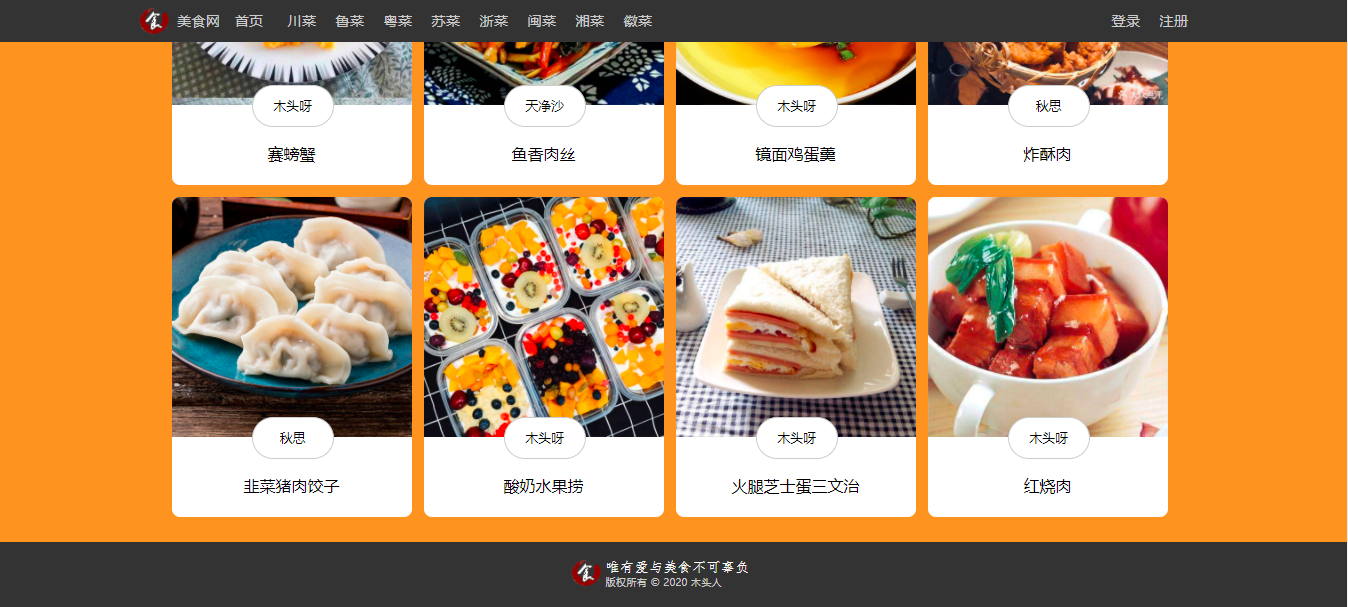 食 美食网 首页 川菜 鲁菜 粤菜 苏菜 浙菜 闽菜 湘菜 徽菜 登录 注册
木头呀 天净沙 木头呀 秋思
赛螃蟹 鱼香肉丝 镜面鸡蛋羹 炸酥肉
秋思 木头呀 木头呀 木头呀
韭菜猪肉饺子 酸奶水果捞 火腿芝士蛋三文治 红烧肉
食 唯有爱与美食不可辜负
版权所有 © 2020 木头人